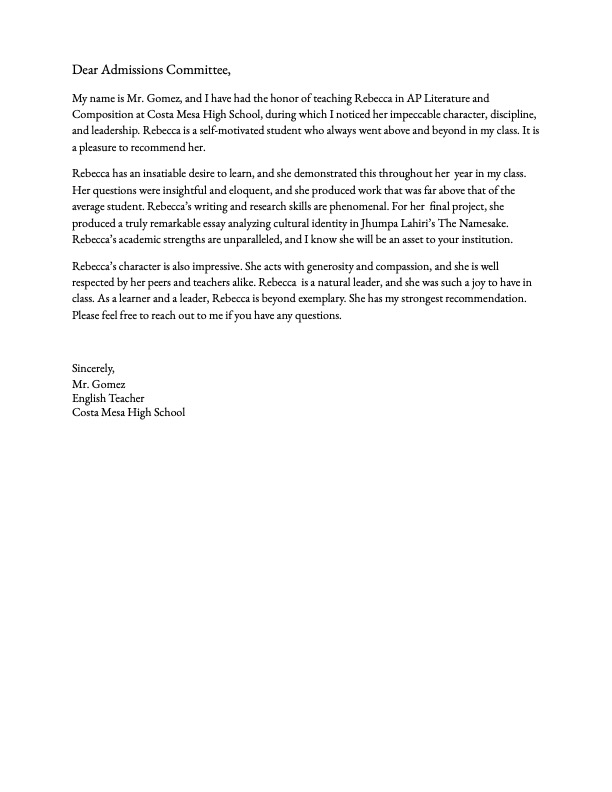 Dear Admissions Committee,
My name is Mr. Gomez, and I have had the honor of teaching Rebecca in AP Literature and
Composition at Costa Mesa High School, during which I noticed her impeccable character, discipline,
and leadership. Rebecca is a self-motivated student who always went above and beyond in my class. It is
a pleasure to recommend her.
Rebecca has an insatiable desire to learn, and she demonstrated this throughout her  year in my class.
Her questions were insightful and eloquent, and she produced work that was far above that of the
average student. Rebecca’s writing and research skills are phenomenal. For her  final project, she
produced a truly remarkable essay analyzing cultural identity in Jhumpa Lahiri’s The Namesake.
Rebecca’s academic strengths are unparalleled, and I know she will be an asset to your institution.
Rebecca’s character is also impressive. She acts with generosity and compassion, and she is well
respected by her peers and teachers alike. Rebecca  is a natural leader, and she was such a joy to have in
class. As a learner and a leader, Rebecca is beyond exemplary. She has my strongest recommendation.
Please feel free to reach out to me if you have any questions.
Sincerely,
Mr. Gomez
English Teacher
Costa Mesa High School